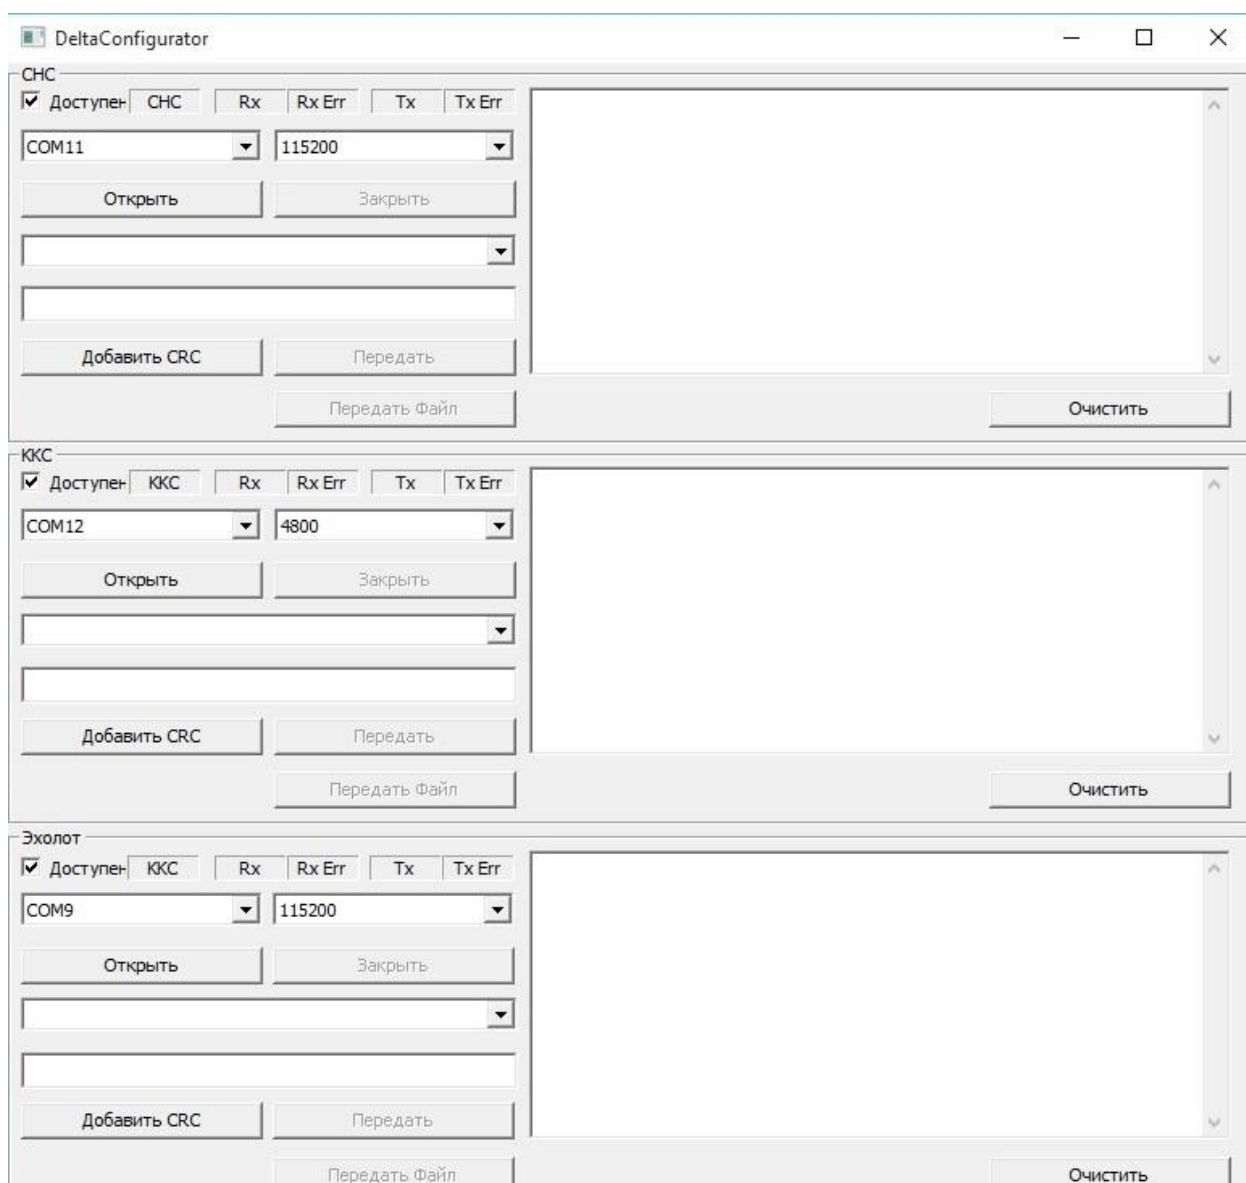 DeltaConfigurator
СНС
Доступен СНС Rx Rx Err Tx Tx Err
COM11 115200
Открыть Закрыть
Добавить CRC Передать
Передать Файл Очистить
ККС
Доступен ККС Rx Rx Err Tx Tx Err
COM12 4800
Открыть Закрыть
Добавить CRC Передать
Передать Файл Очистить
Эхолот
Доступен ККС Rx Rx Err Tx Tx Err
COM9 115200
Открыть Закрыть
Добавить CRC Передать
Передать Файл Очистить